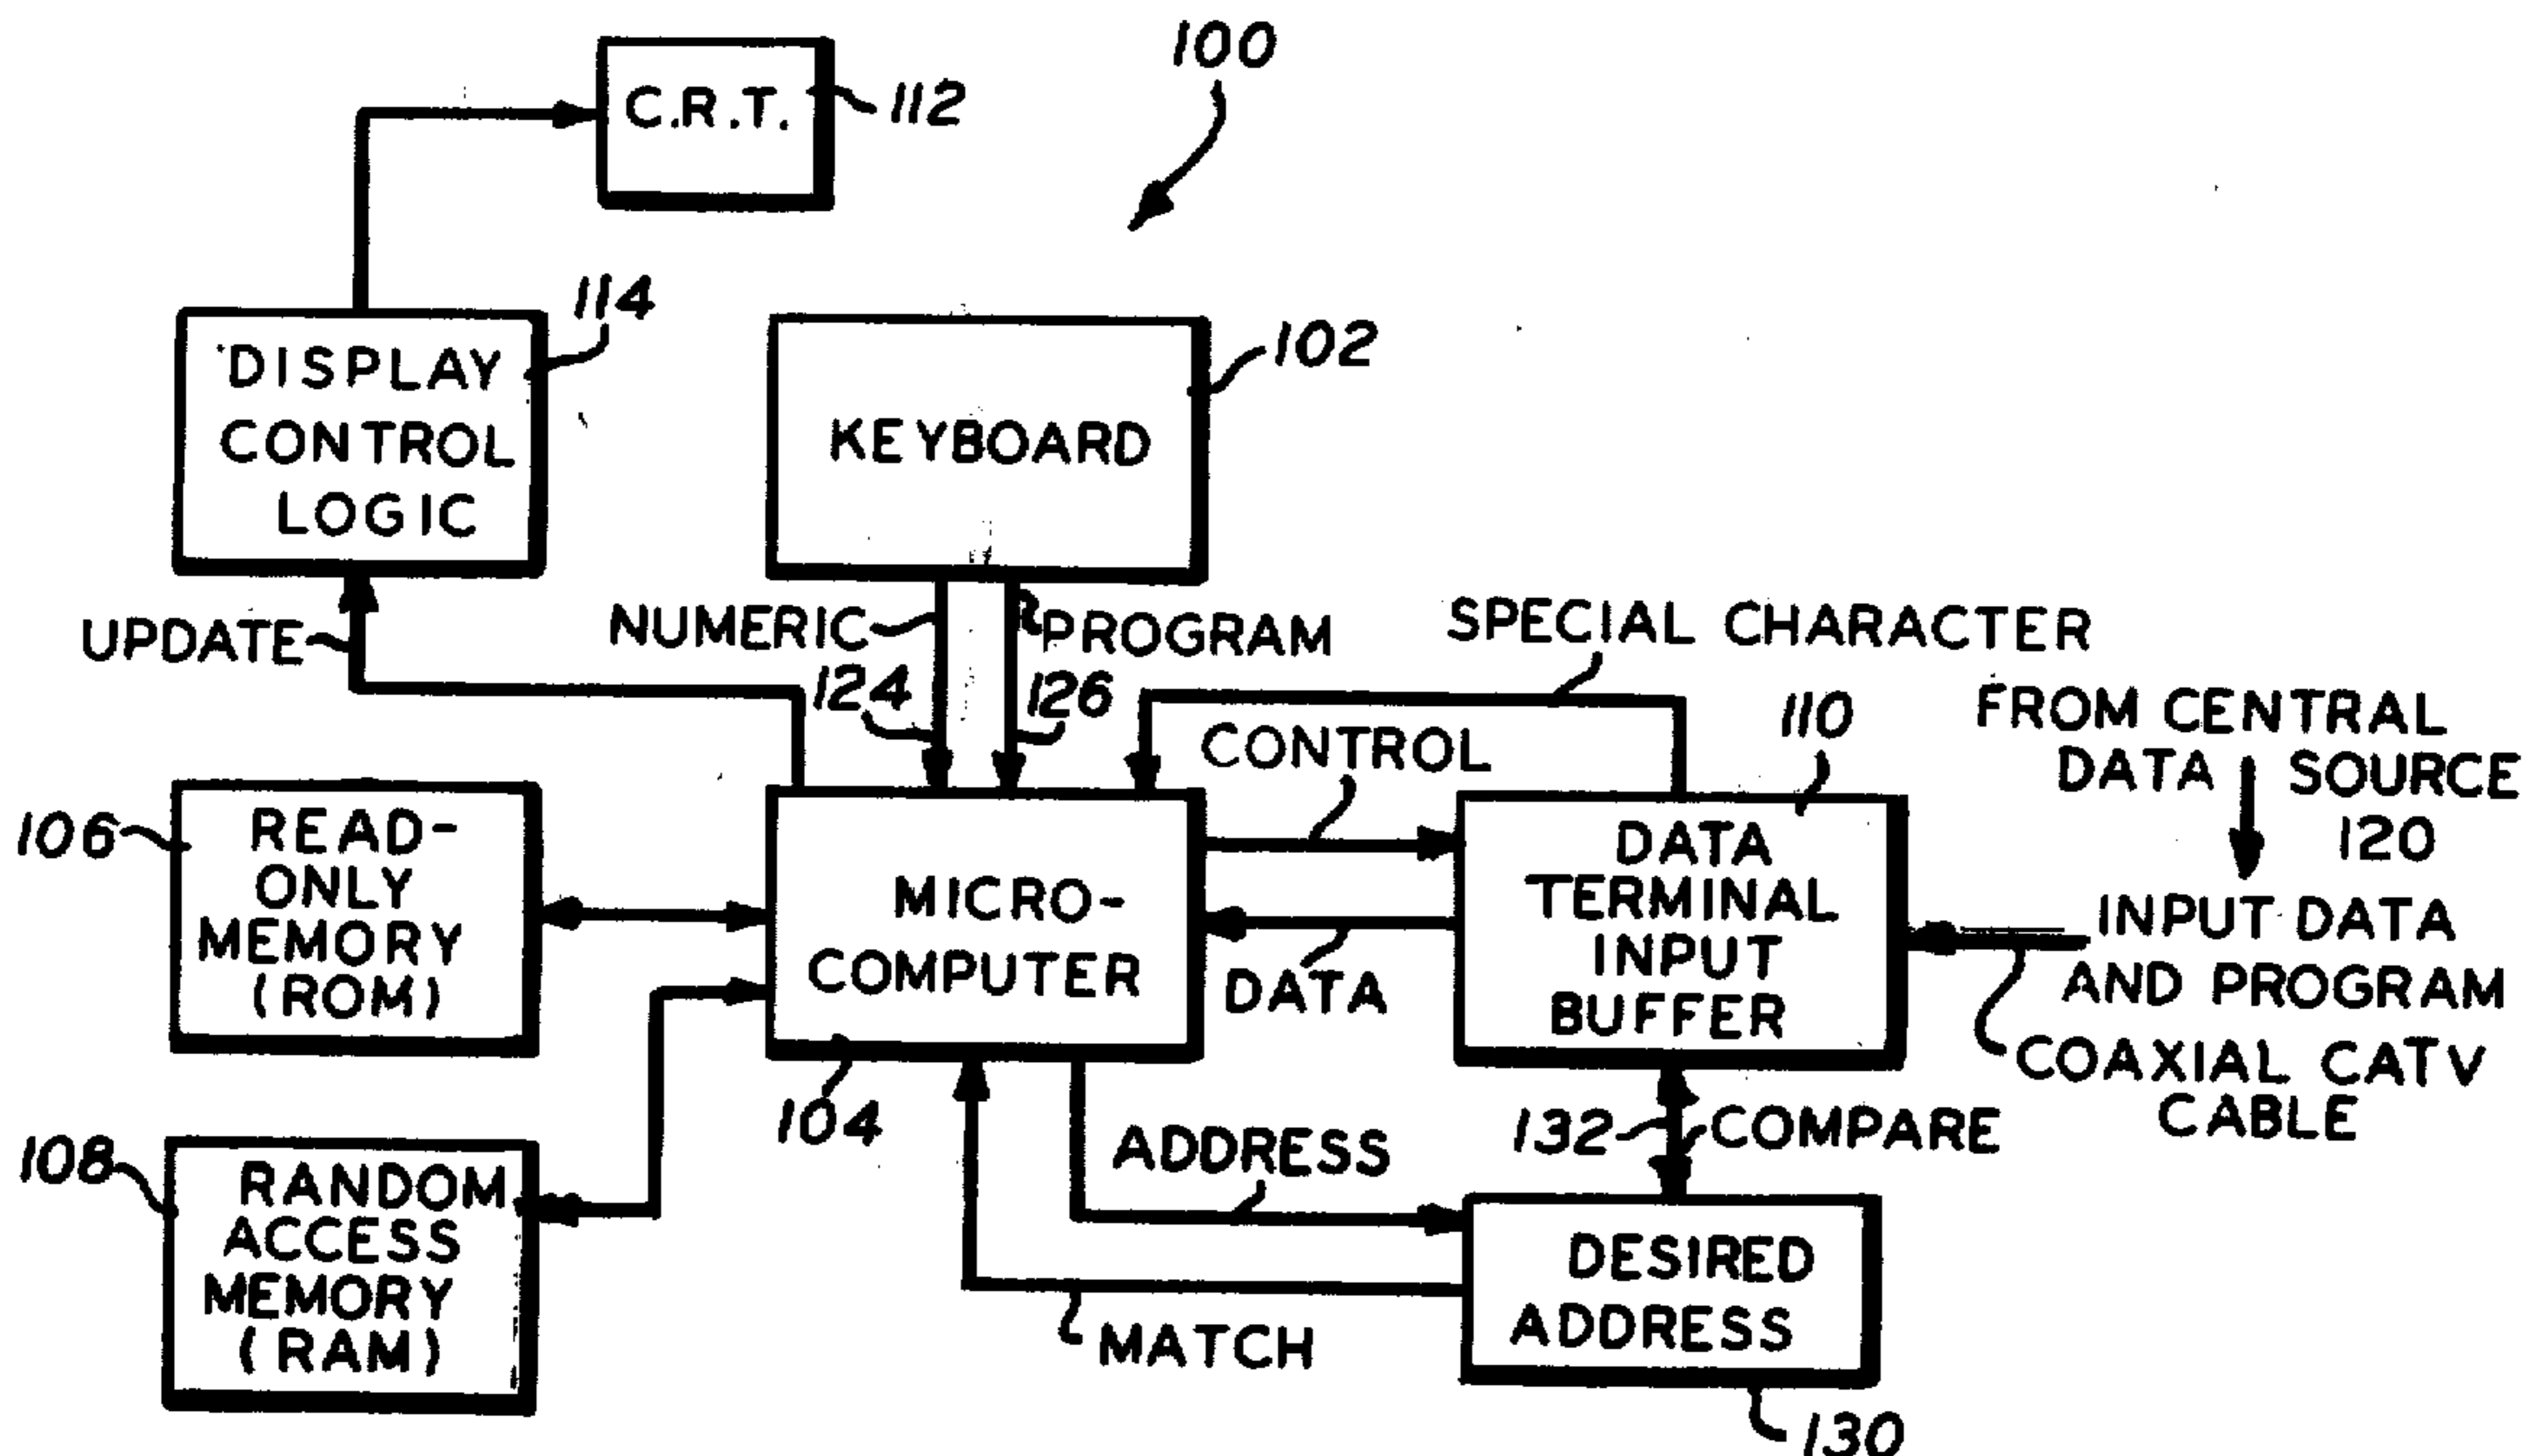 100
C.R.T.
112
114
DISPLAY
CONTROL
LOGIC
102
KEYBOARD
UPDATE
NUMERIC
124
PROGRAM
126
SPECIAL CHARACTER
CONTROL
110
FROM CENTRAL
DATA SOURCE
120
106
READ-
ONLY
MEMORY
(ROM)
MICRO-
COMPUTER
104
DATA
DATA
TERMINAL
INPUT
BUFFER
INPUT DATA
AND PROGRAM
COAXIAL CATV
CABLE
108
RANDOM
ACCESS
MEMORY
(RAM)
ADDRESS
MATCH
132
COMPARE
DESIRED
ADDRESS
130